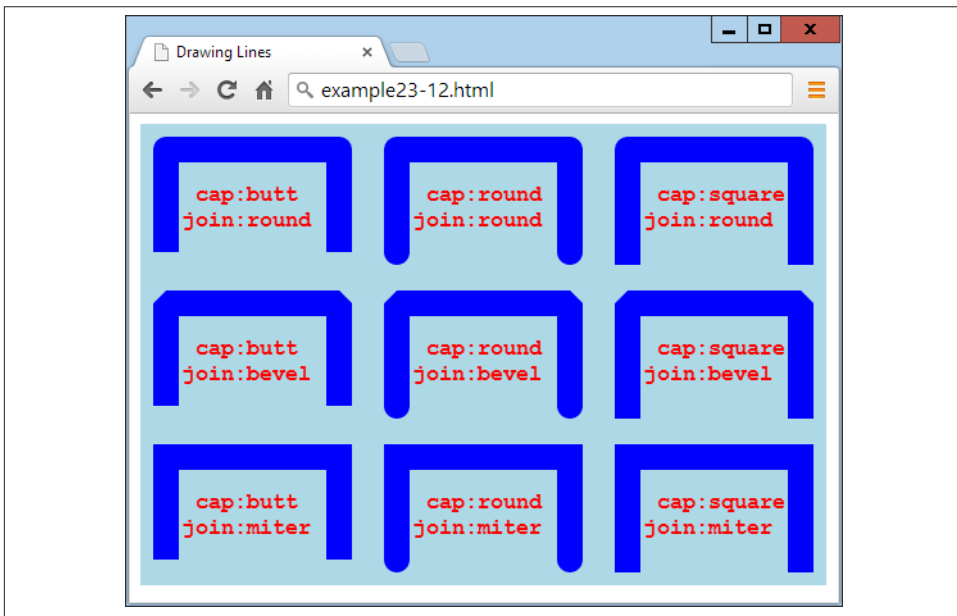 Drawing Lines
example23-12.html
cap:butt
join:round
cap:round
join:round
cap:square
join:round
cap:butt
join:bevel
cap:round
join:bevel
cap:square
join:bevel
cap:butt
join:miter
cap:round
join:miter
cap:square
join:miter